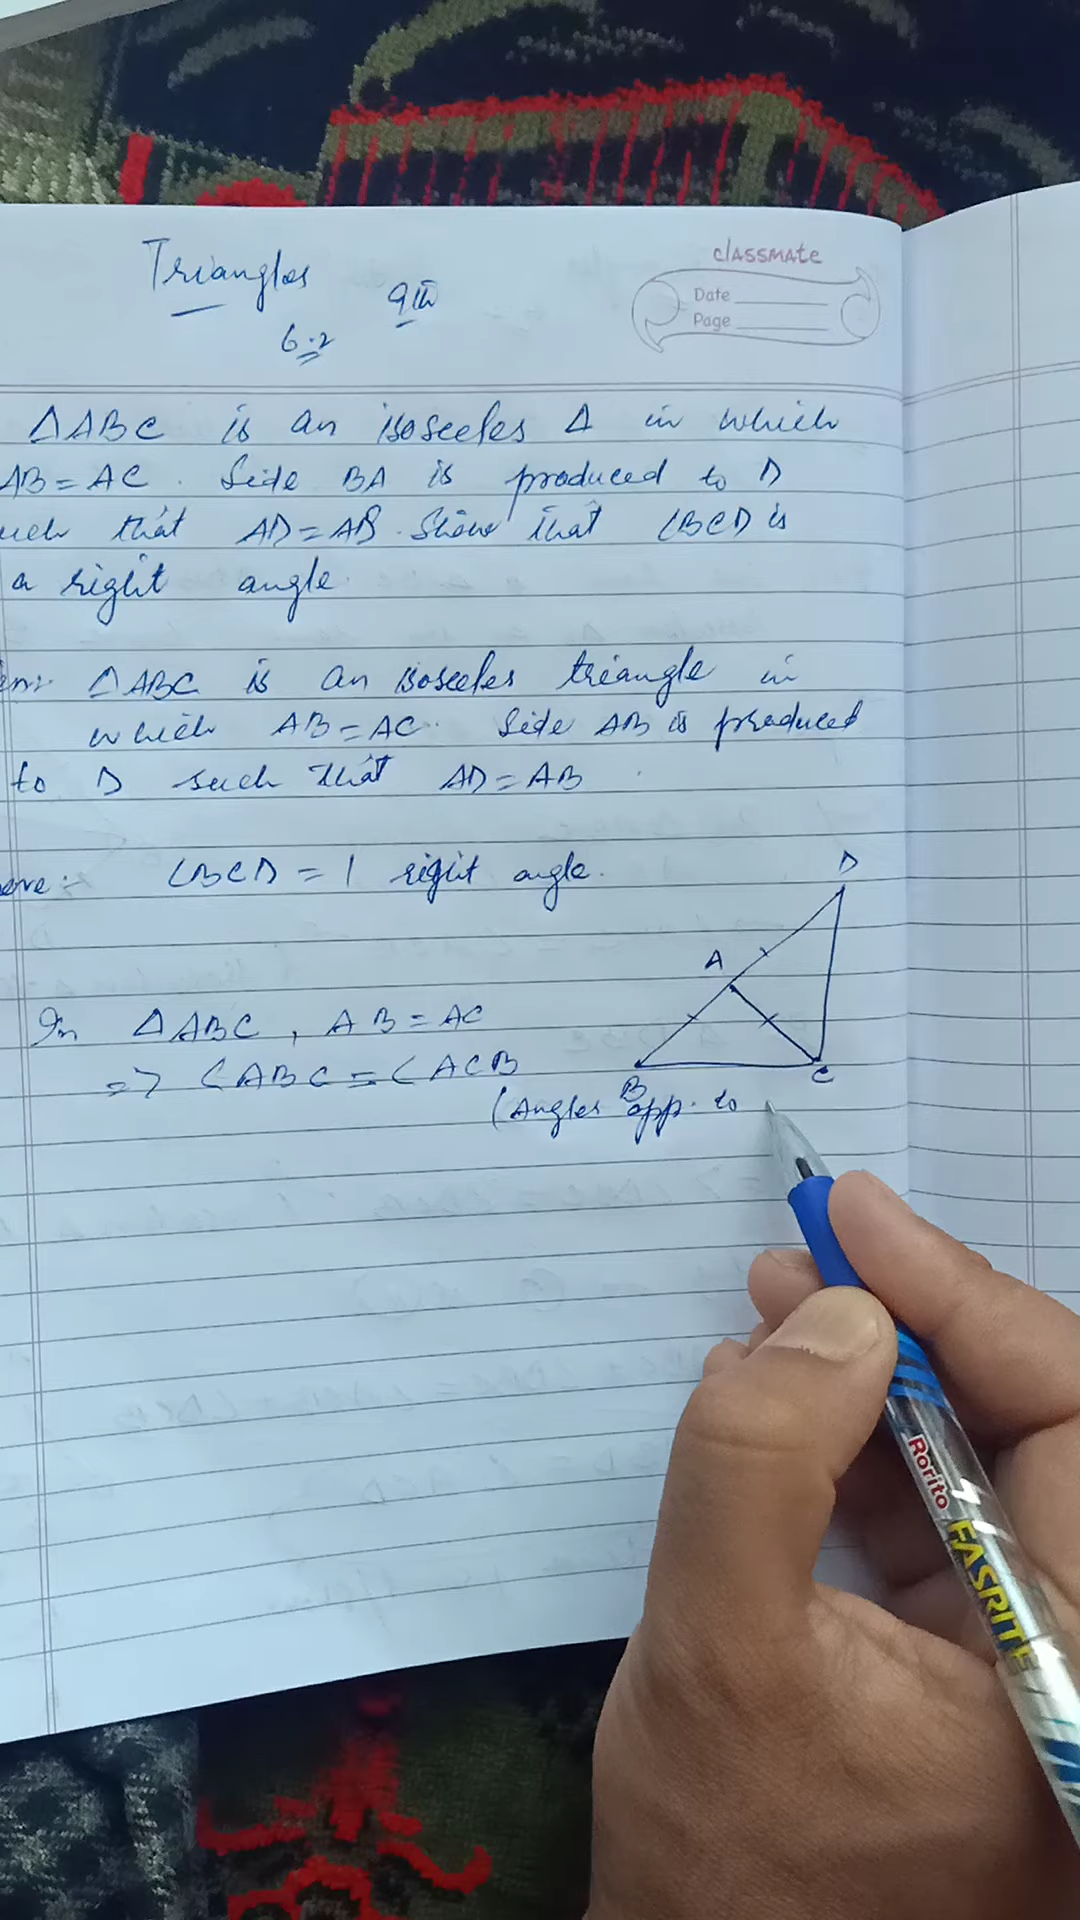 Triangles
9th
6.2
classmate
Date
Page
ΔABC is an isosceles Δ in which
AB = AC. Side BA is produced to D
uch that AD = AB. Show that ∠BCD is
a right angle.
en:- ΔABC is an isosceles triangle in
which AB = AC. Side AB is produced
to D such that AD = AB
ove:- ∠BCD = 1 right angle.
D
A
B
C
In ΔABC, AB = AC
=> ∠ABC = ∠ACB
(Angles opp. to
Rorito
FASRITE